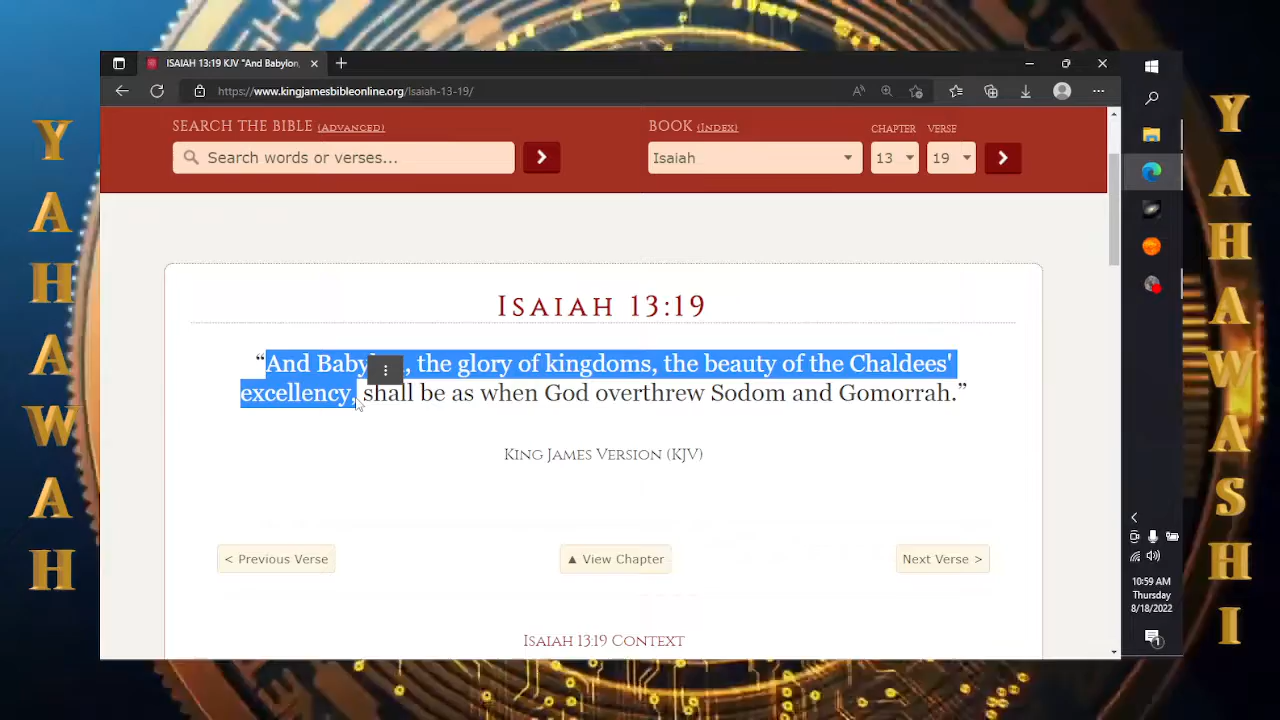 YAHAWAH
ISAIAH 13:19 KJV "And Babylon,
https://www.kingjamesbibleonline.org/Isaiah-13-19/
SEARCH THE BIBLE (ADVANCED)
BOOK (INDEX)
CHAPTER
VERSE
Search words or verses...
Isaiah
13
19
ISAIAH 13:19
“And Baby , the glory of kingdoms, the beauty of the Chaldees'
excellency, shall be as when God overthrew Sodom and Gomorrah.”
KING JAMES VERSION (KJV)
< Previous Verse
▲ View Chapter
Next Verse >
ISAIAH 13:19 CONTEXT
10:59 AM
Thursday
8/18/2022
1
YAHAWASHI